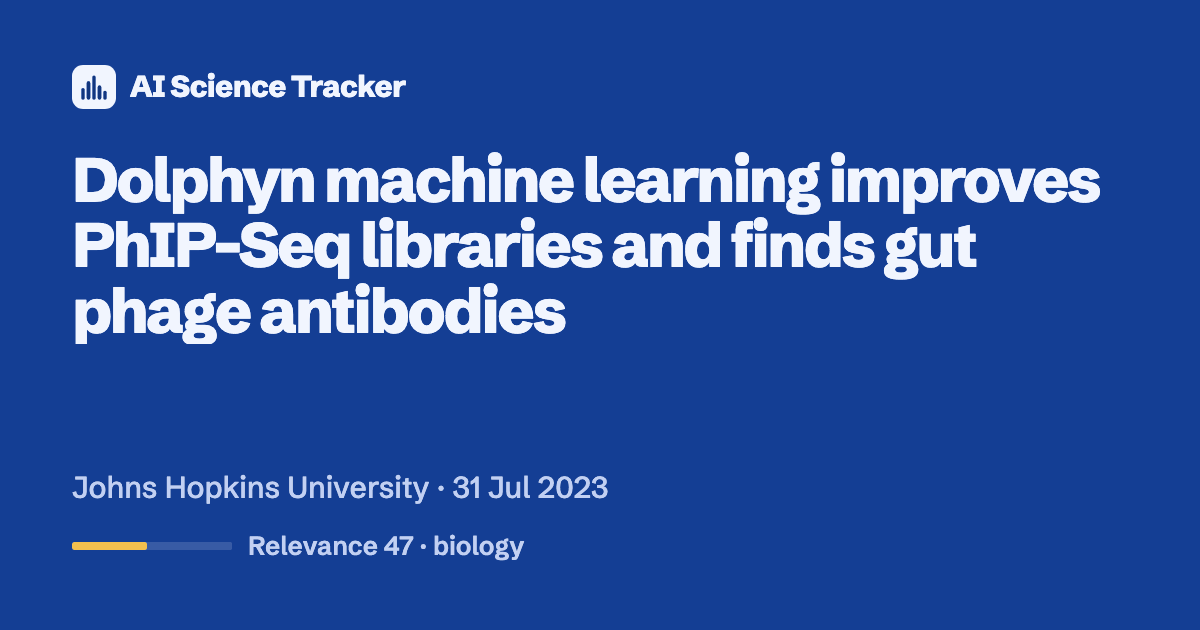 AI Science Tracker
Dolphyn machine learning improves
PhIP-Seq libraries and finds gut
phage antibodies
Johns Hopkins University · 31 Jul 2023
Relevance 47 · biology